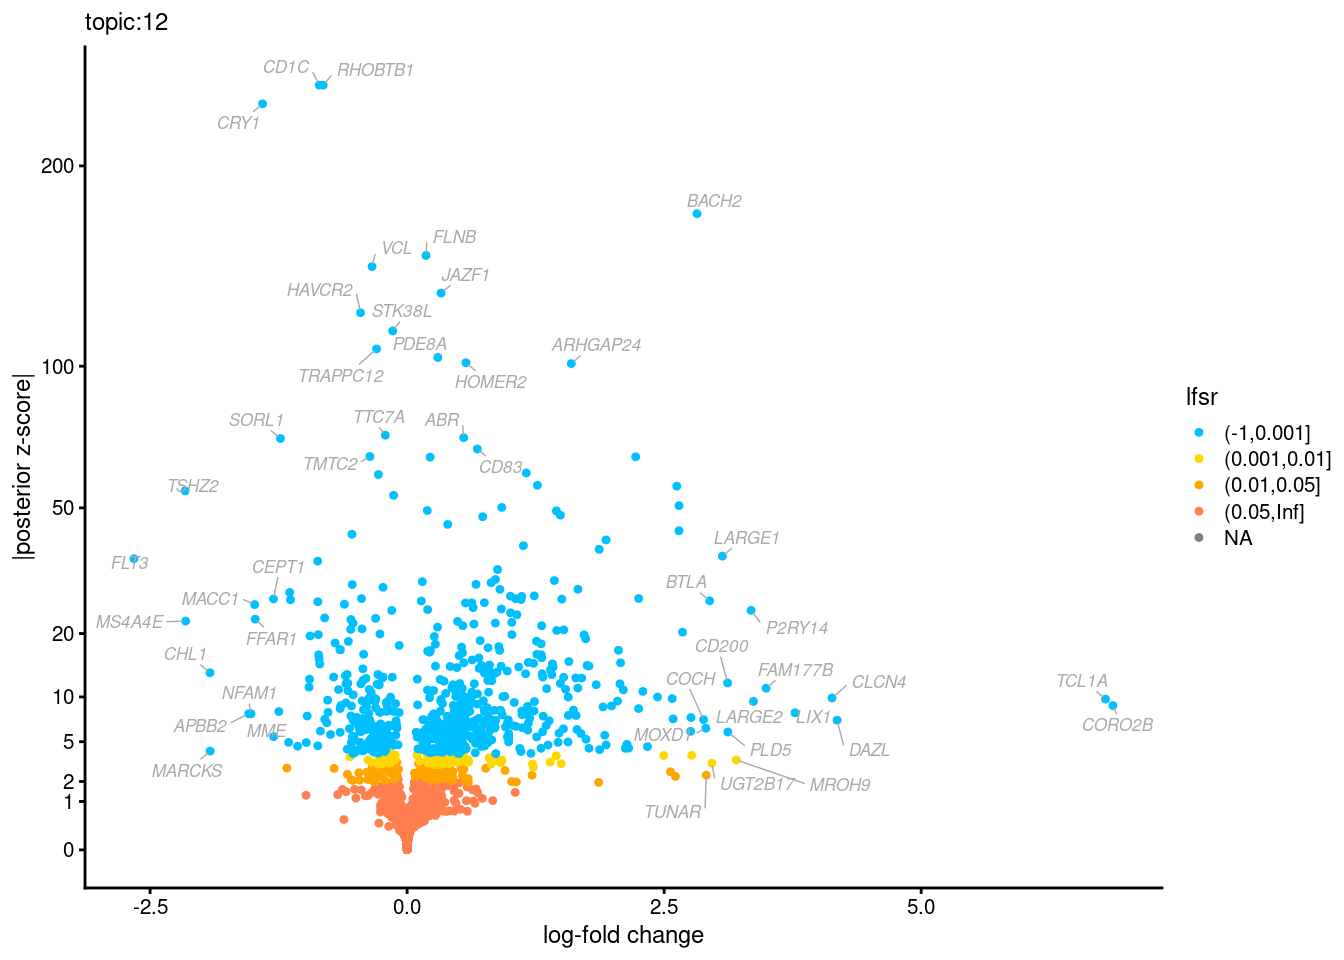 topic:12
CD1C
RHOBTB1
CRY1
200
BACH2
FLNB
VCL
JAZF1
HAVCR2
STK38L
PDE8A
ARHGAP24
100
TRAPPC12
HOMER2
SORL1
TTC7A
ABR
TMTC2
CD83
TSHZ2
50
LARGE1
FLT3
CEPT1
BTLA
MACC1
MS4A4E
P2RY14
20
FFAR1
CD200
CHL1
FAM177B
COCH
CLCN4
TCL1A
NFAM1
10
LARGE2
LIX1
APBB2
MME
MOXD1
CORO2B
5
PLD5
DAZL
MARCKS
2
UGT2B17
MROH9
1
TUNAR
0
-2.5
0.0
2.5
5.0
log-fold change
|posterior z-score|
lfsr
(-1,0.001]
(0.001,0.01]
(0.01,0.05]
(0.05,Inf]
NA